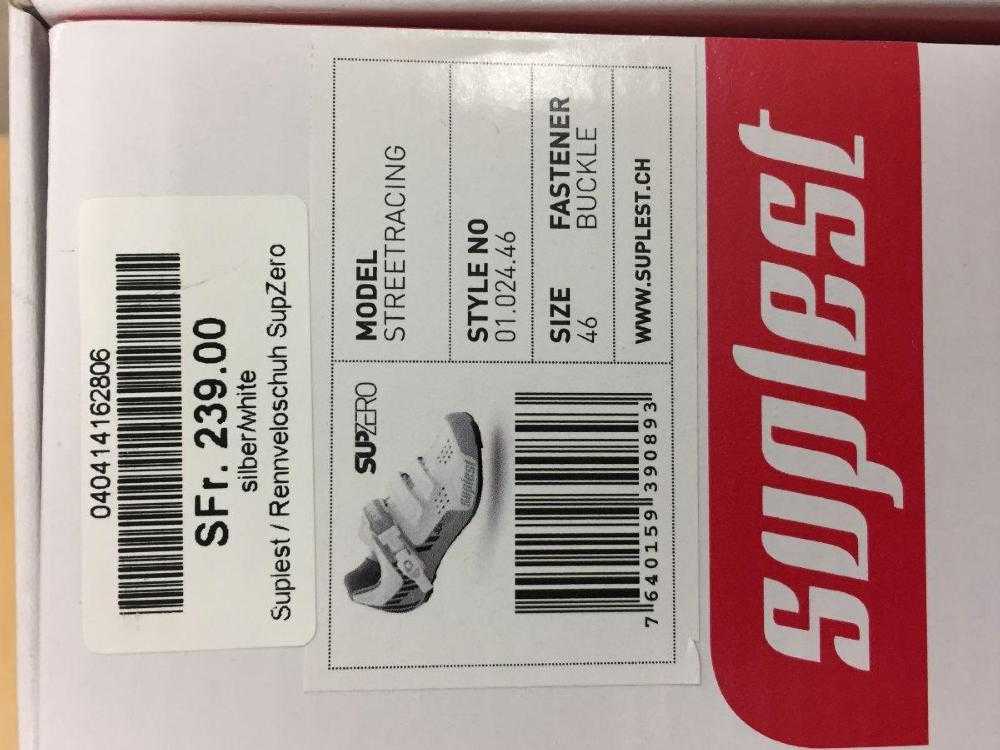 040414162806
SFr. 239.00
silber/white
Suplest / Rennveloschuh SupZero
SUPZERO
suplest
7 640159 390893
MODEL
STREETRACING
STYLE NO
01.024.46
SIZE
46
FASTENER
BUCKLE
WWW.SUPLEST.CH
suplest